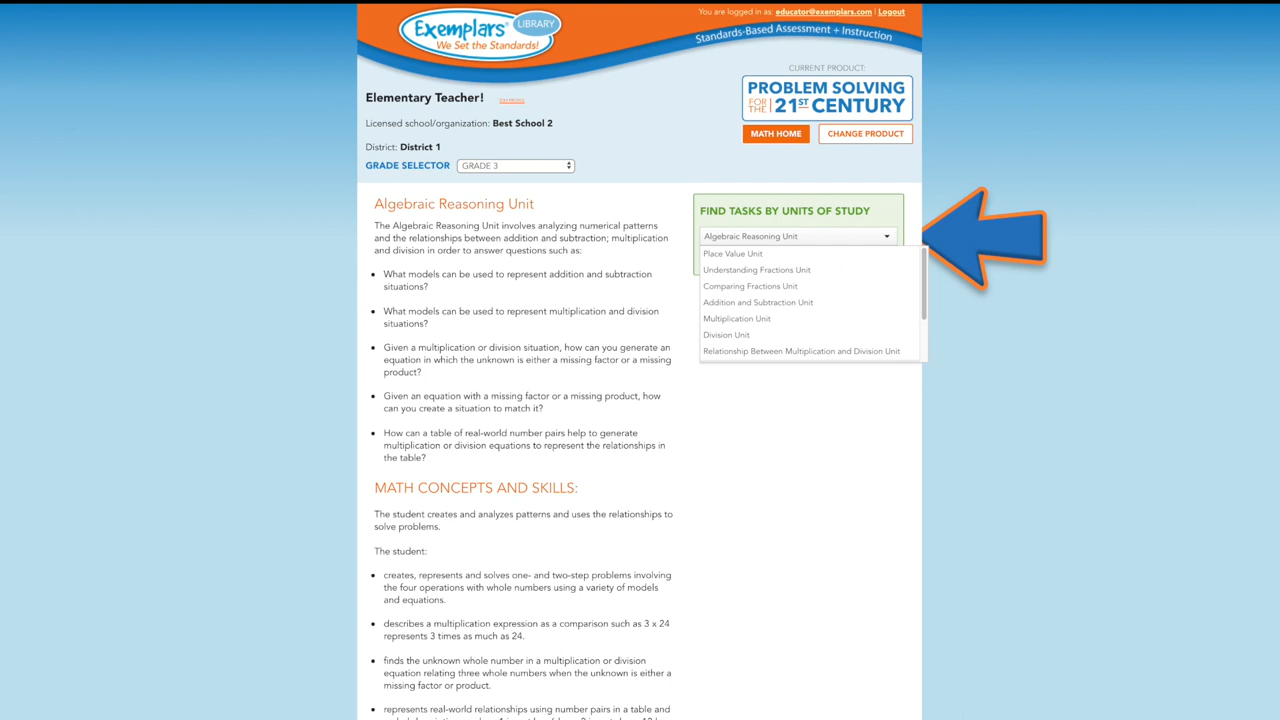 You are logged in as: educator@exemplars.com | Logout
Exemplars® LIBRARY
We Set the Standards!
Standards-Based Assessment + Instruction
CURRENT PRODUCT:
PROBLEM SOLVING
FOR THE 21ST CENTURY
MATH HOME
CHANGE PRODUCT
Elementary Teacher!
Licensed school/organization: Best School 2
District: District 1
GRADE SELECTOR GRADE 3
Algebraic Reasoning Unit
The Algebraic Reasoning Unit involves analyzing numerical patterns
and the relationships between addition and subtraction; multiplication
and division in order to answer questions such as:
• What models can be used to represent addition and subtraction
situations?
• What models can be used to represent multiplication and division
situations?
• Given a multiplication or division situation, how can you generate an
equation in which the unknown is either a missing factor or a missing
product?
• Given an equation with a missing factor or a missing product, how
can you create a situation to match it?
• How can a table of real-world number pairs help to generate
multiplication or division equations to represent the relationships in
the table?
MATH CONCEPTS AND SKILLS:
The student creates and analyzes patterns and uses the relationships to
solve problems.
The student:
• creates, represents and solves one- and two-step problems involving
the four operations with whole numbers using a variety of models
and equations.
• describes a multiplication expression as a comparison such as 3 x 24
represents 3 times as much as 24.
• finds the unknown whole number in a multiplication or division
equation relating three whole numbers when the unknown is either a
missing factor or product.
• represents real-world relationships using number pairs in a table and
FIND TASKS BY UNITS OF STUDY
Algebraic Reasoning Unit
Place Value Unit
Understanding Fractions Unit
Comparing Fractions Unit
Addition and Subtraction Unit
Multiplication Unit
Division Unit
Relationship Between Multiplication and Division Unit